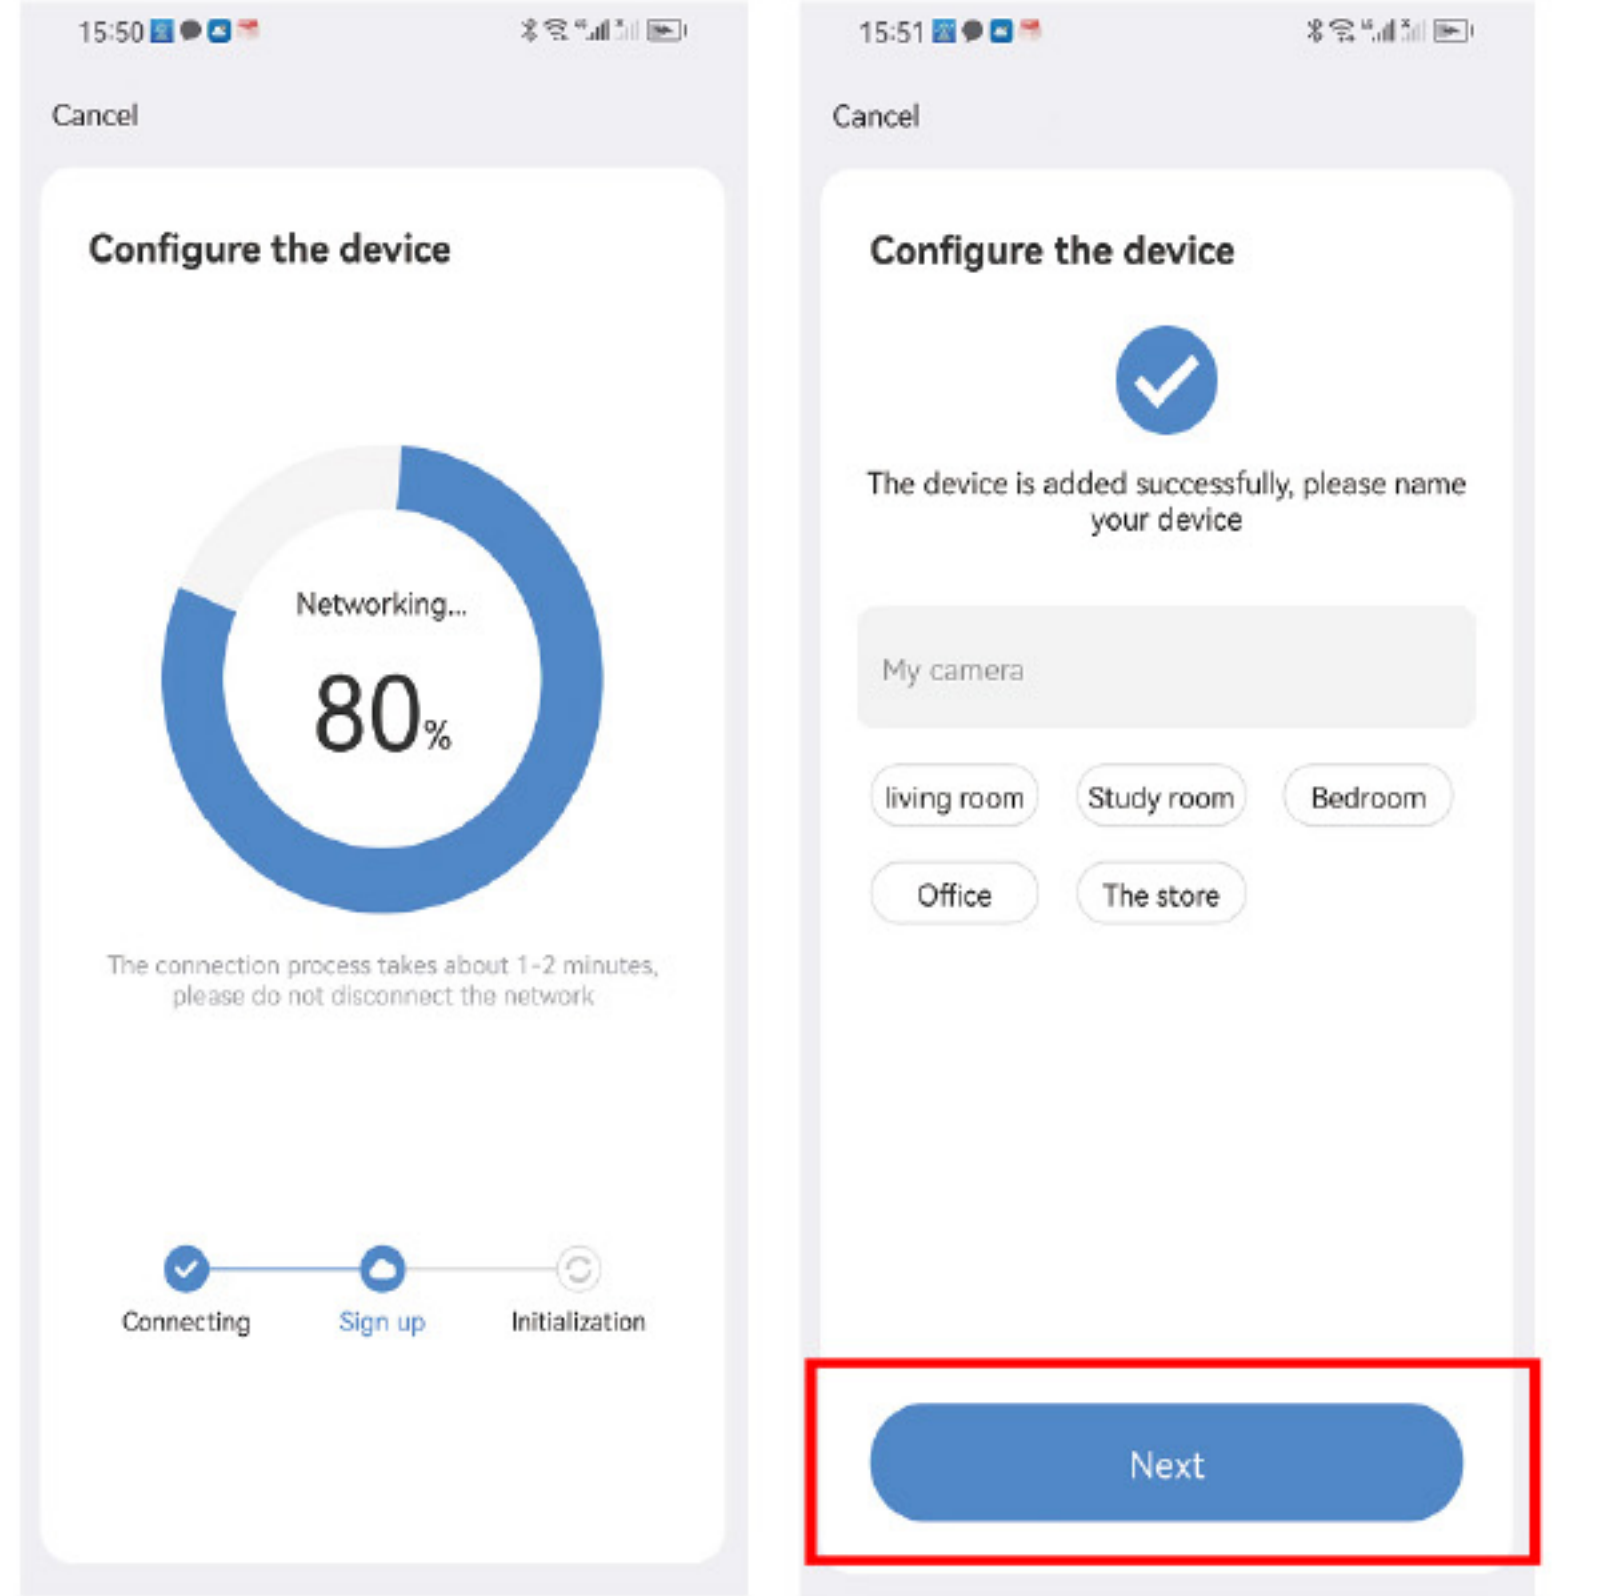 15:50
Cancel
Configure the device
Networking...
80%
The connection process takes about 1-2 minutes,
please do not disconnect the network
Connecting
Sign up
Initialization
15:51
Cancel
Configure the device
The device is added successfully, please name
your device
My camera
living room
Study room
Bedroom
Office
The store
Next